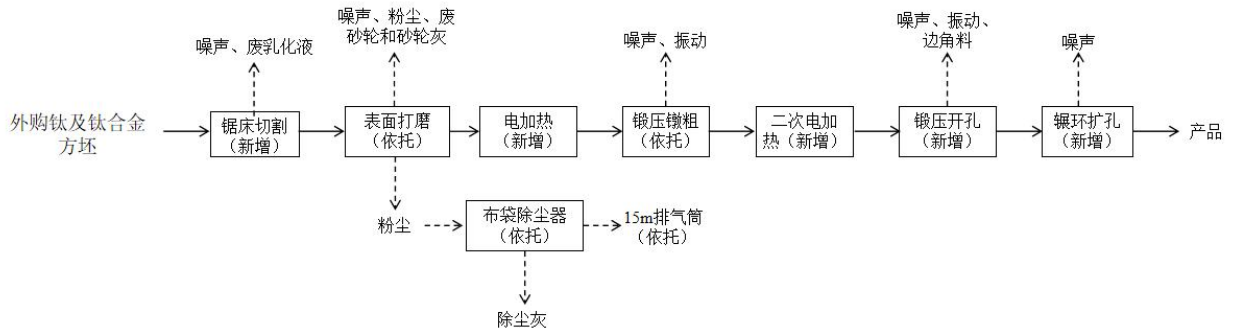 噪声、废乳化液
噪声、粉尘、废
砂轮和砂轮灰
噪声、振动
噪声、振动、
边角料
噪声
外购钛及钛合金
方坯
锯床切割
（新增）
表面打磨
（依托）
电加热
（新增）
锻压镦粗
（依托）
二次电加
热（新增）
锻压开孔
（新增）
辗环扩孔
（新增）
产品
粉尘
布袋除尘器
（依托）
15m排气筒
（依托）
除尘灰